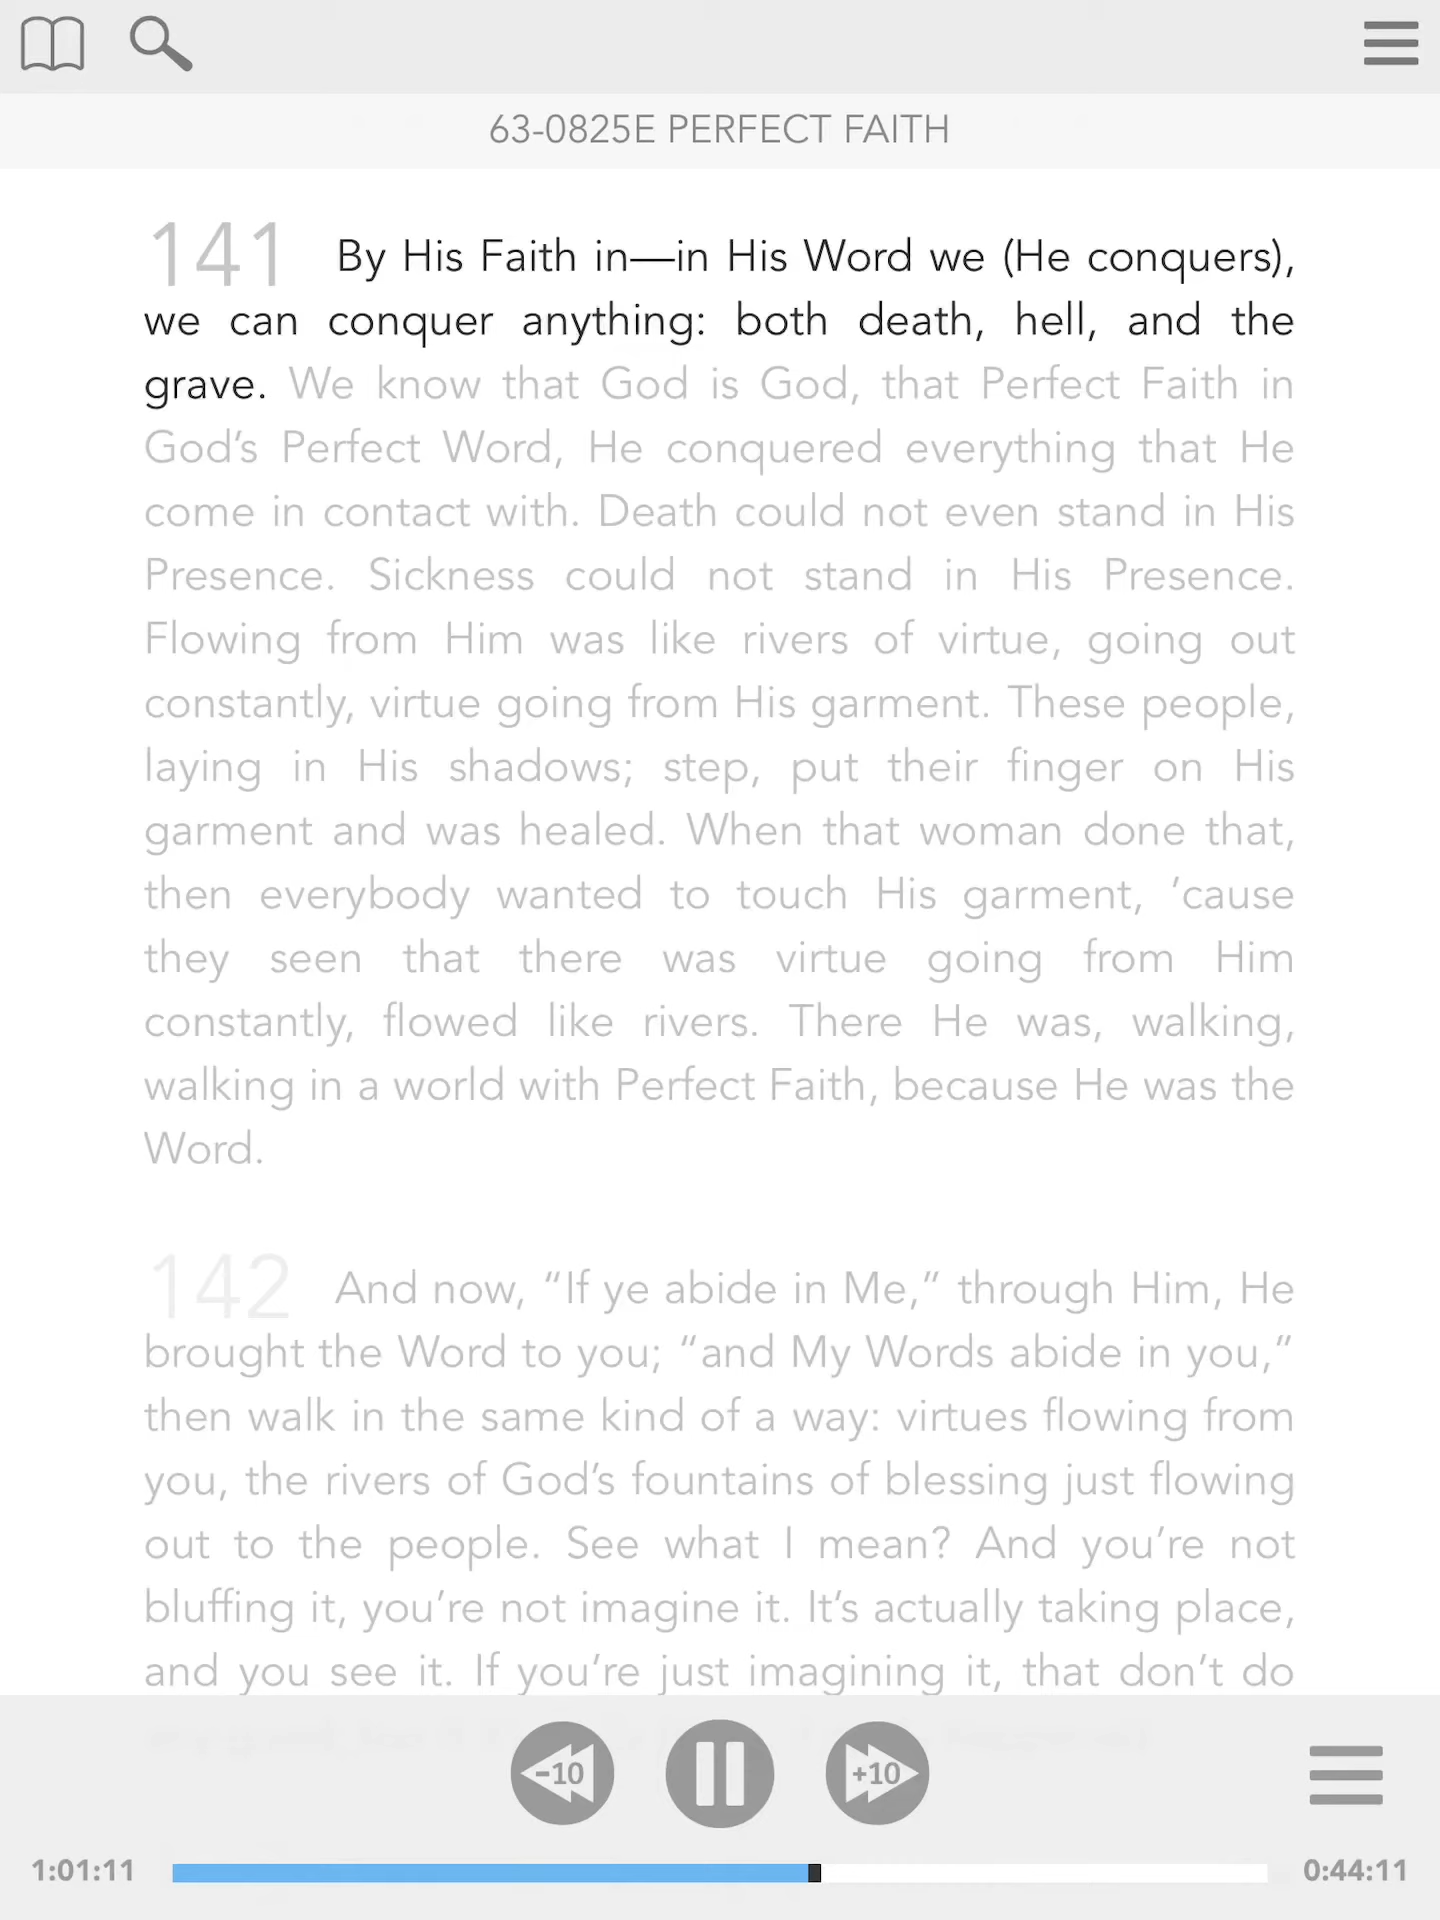 63-0825E PERFECT FAITH
141 By His Faith in—in His Word we (He conquers),
we can conquer anything: both death, hell, and the
grave. We know that God is God, that Perfect Faith in
God’s Perfect Word, He conquered everything that He
come in contact with. Death could not even stand in His
Presence. Sickness could not stand in His Presence.
Flowing from Him was like rivers of virtue, going out
constantly, virtue going from His garment. These people,
laying in His shadows; step, put their finger on His
garment and was healed. When that woman done that,
then everybody wanted to touch His garment, ’cause
they seen that there was virtue going from Him
constantly, flowed like rivers. There He was, walking,
walking in a world with Perfect Faith, because He was the
Word.
142 And now, “If ye abide in Me,” through Him, He
brought the Word to you; “and My Words abide in you,”
then walk in the same kind of a way: virtues flowing from
you, the rivers of God’s fountains of blessing just flowing
out to the people. See what I mean? And you’re not
bluffing it, you’re not imagine it. It’s actually taking place,
and you see it. If you’re just imagining it, that don’t do
-10 +10
1:01:11 0:44:11